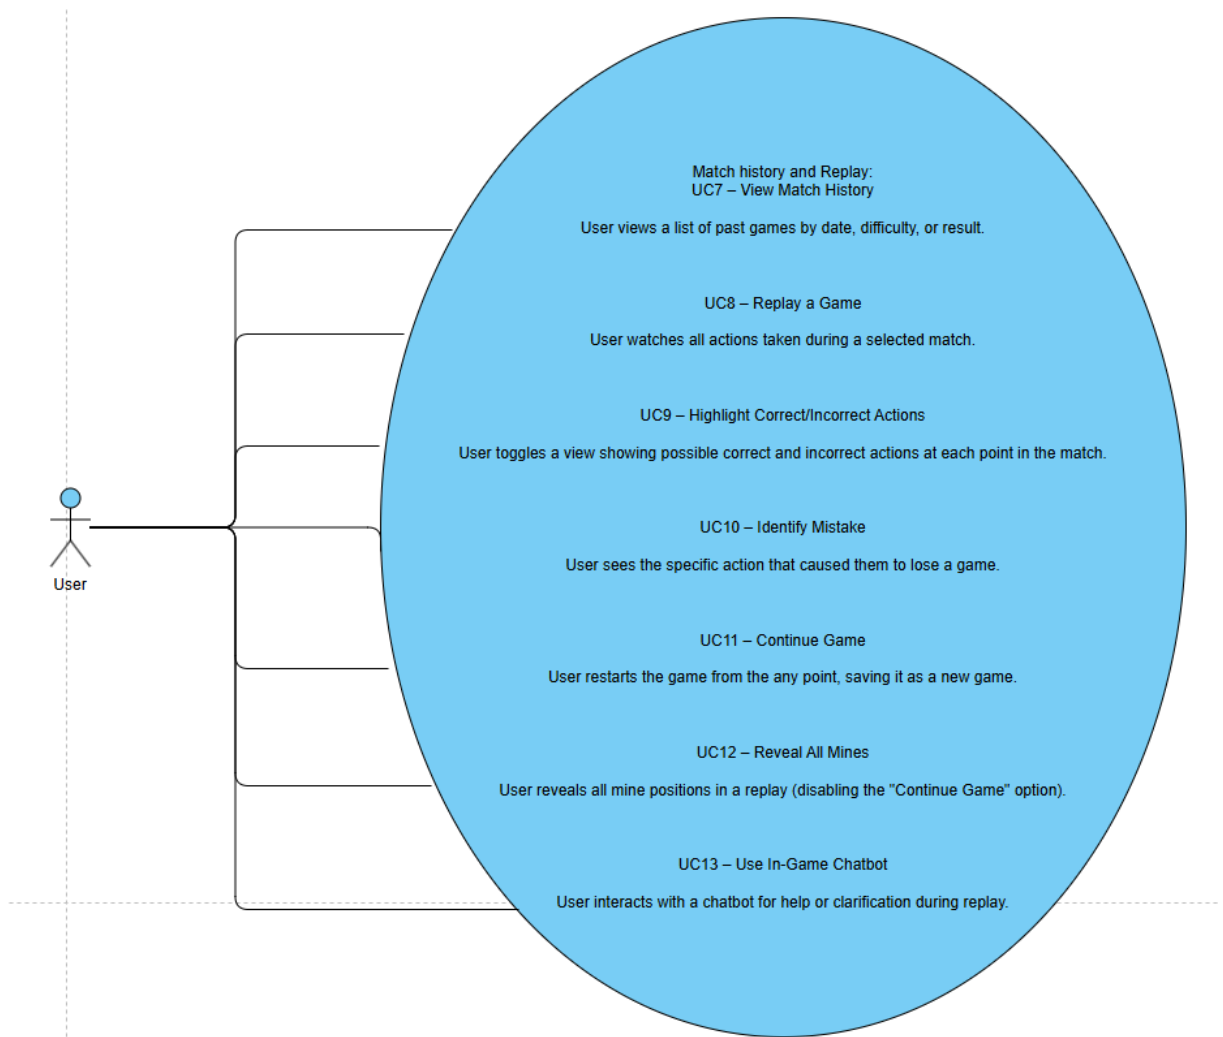 Match history and Replay:
UC7 – View Match History
User views a list of past games by date, difficulty, or result.
UC8 – Replay a Game
User watches all actions taken during a selected match.
UC9 – Highlight Correct/Incorrect Actions
User toggles a view showing possible correct and incorrect actions at each point in the match.
UC10 – Identify Mistake
User sees the specific action that caused them to lose a game.
User
UC11 – Continue Game
User restarts the game from the any point, saving it as a new game.
UC12 – Reveal All Mines
User reveals all mine positions in a replay (disabling the "Continue Game" option).
UC13 – Use In-Game Chatbot
User interacts with a chatbot for help or clarification during replay.